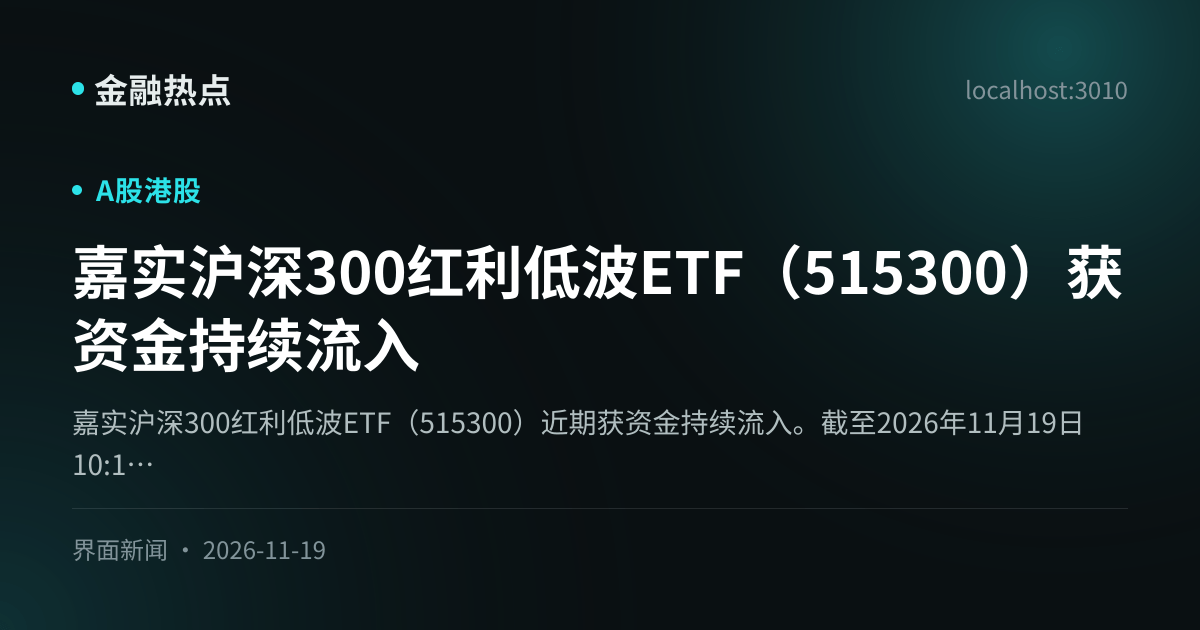 金融热点
localhost:3010
A股港股
嘉实沪深300红利低波ETF（515300）获
资金持续流入
嘉实沪深300红利低波ETF（515300）近期获资金持续流入。截至2026年11月19日
10:1…
界面新闻 • 2026-11-19